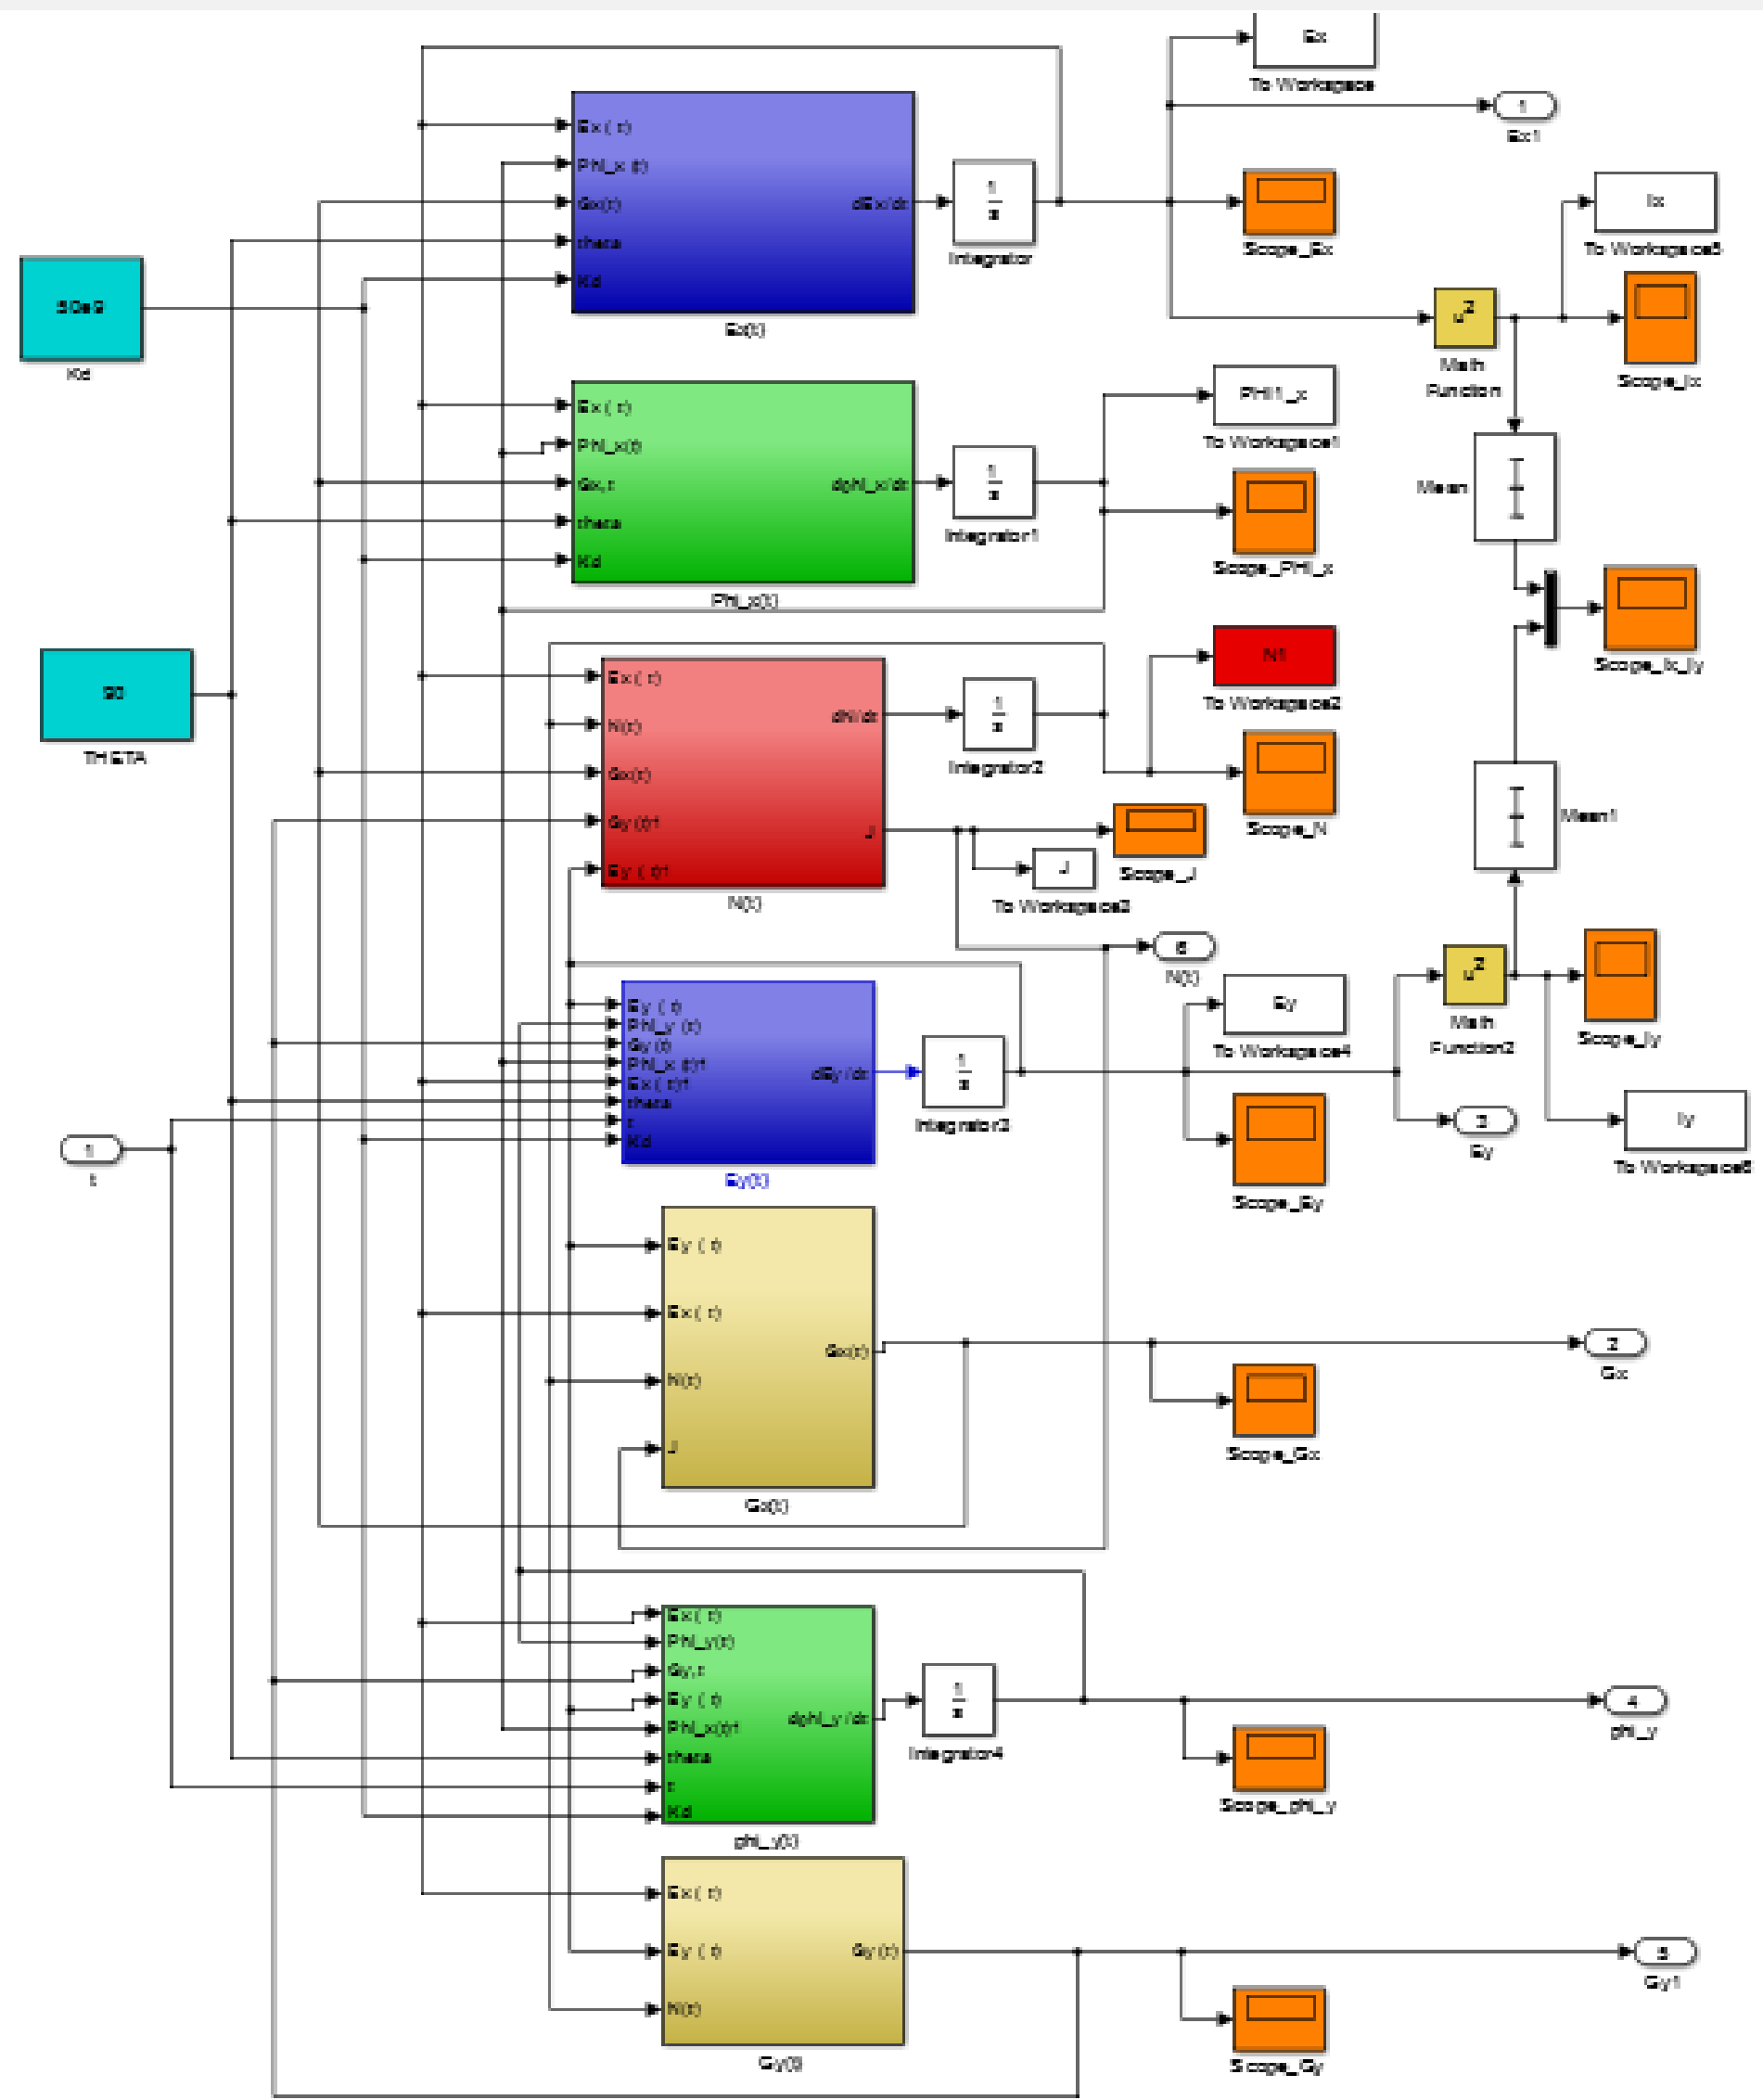 Ex
To Workspace
1
Ex1
Ex ( t)
Phi_x (t)
Gx(t)
theta
Kd
dEx/dt
Ex(t)
1
s
Integrator
Scope_Ex
Ix
To Workspace5
50e9
Kd
u2
Math
Function
Scope_Ix
Ex ( t)
Phi_x(t)
Gx,t
theta
Kd
dphi_x/dt
Phi_x(t)
1
s
Integrator1
PHI1_x
To Workspace1
Scope_PHI_x
Mean
Scope_Ix_Iy
90
THETA
Ex ( t)
N(t)
Gx(t)
Gy (t)1
Ey ( t)1
dN/dt
J
N(t)
1
s
Integrator2
N1
To Workspace2
Scope_N
Scope_J
J
To Workspace3
Mean1
6
N(t)
1
t
Ey ( t)
Phi_y (t)
Gy (t)
Phi_x (t)1
Ex ( t)1
theta
t
Kd
dEy /dt
Ey(t)
1
s
Integrator3
Ey
To Workspace4
Scope_Ey
u2
Math
Function2
Scope_Iy
3
Ey
Iy
To Workspace6
Ey ( t)
Ex ( t)
N(t)
J
Gx(t)
Gx(t)
2
Gx
Scope_Gx
Ex ( t)
Phi_y(t)
Gy,t
Ey ( t)
Phi_x(t)1
theta
t
Kd
dphi_y /dt
phi_y(t)
1
s
Integrator4
4
phi_y
Scope_phi_y
Ex ( t)
Ey ( t)
N(t)
Gy (t)
Gy(t)
5
Gy1
Scope_Gy